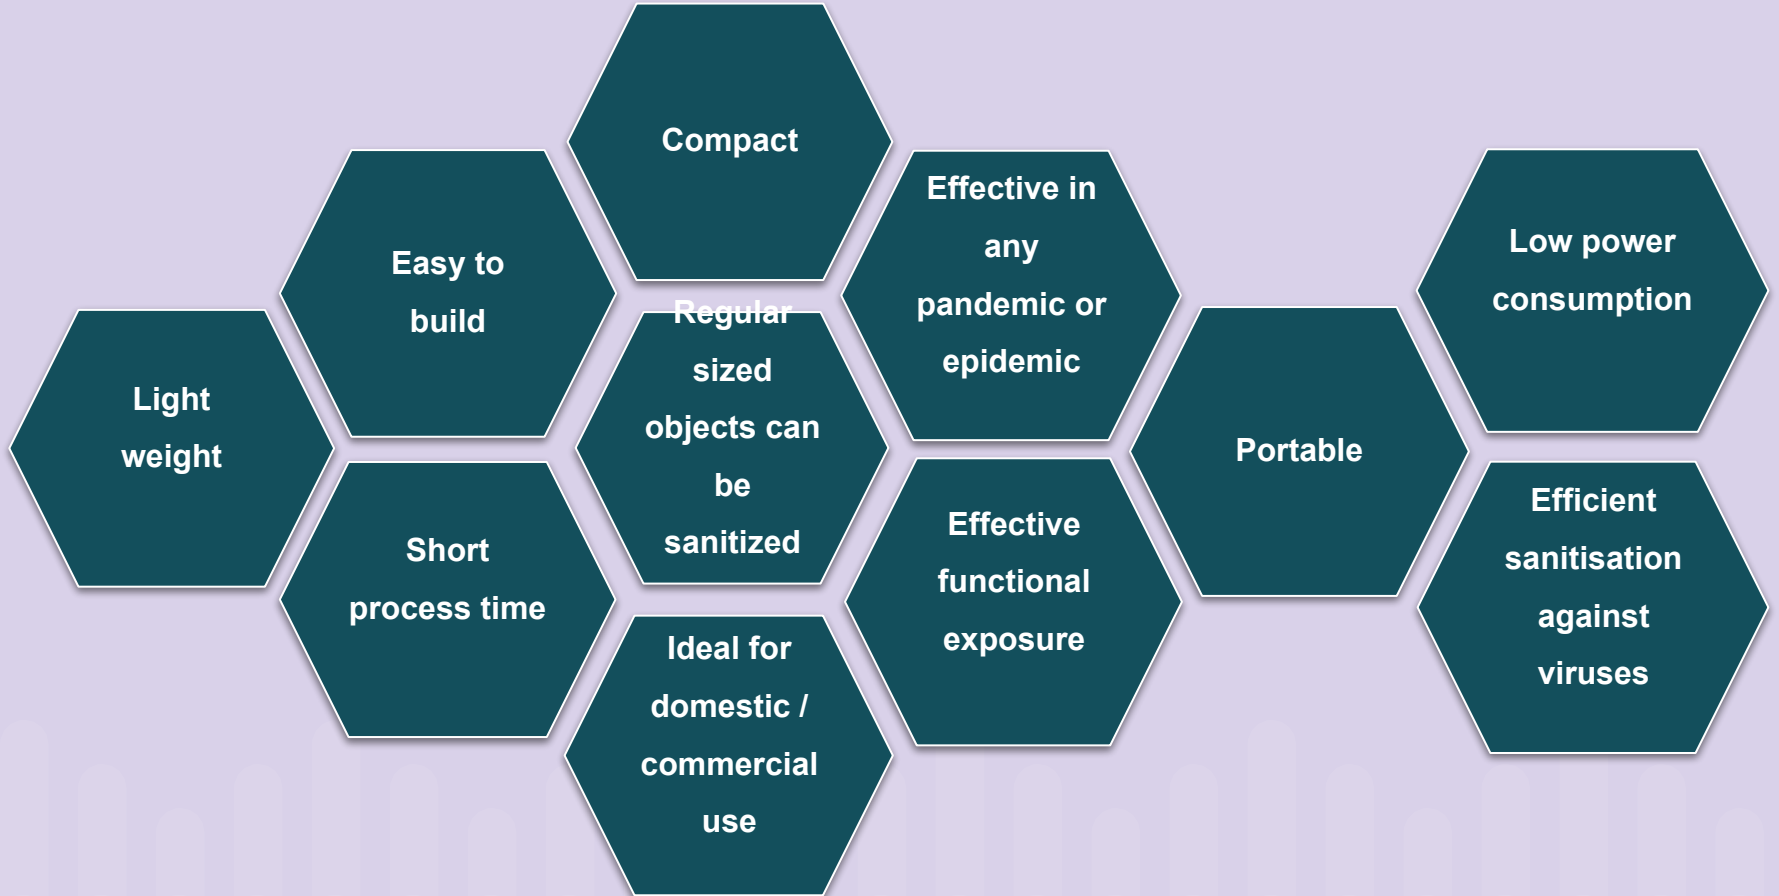 Compact
Effective in
any
pandemic or
epidemic
Low power
consumption
Easy to
build
Regular
sized
objects can
be
sanitized
Light
weight
Portable
Short
process time
Effective
functional
exposure
Efficient
sanitisation
against
viruses
Ideal for
domestic /
commercial
use